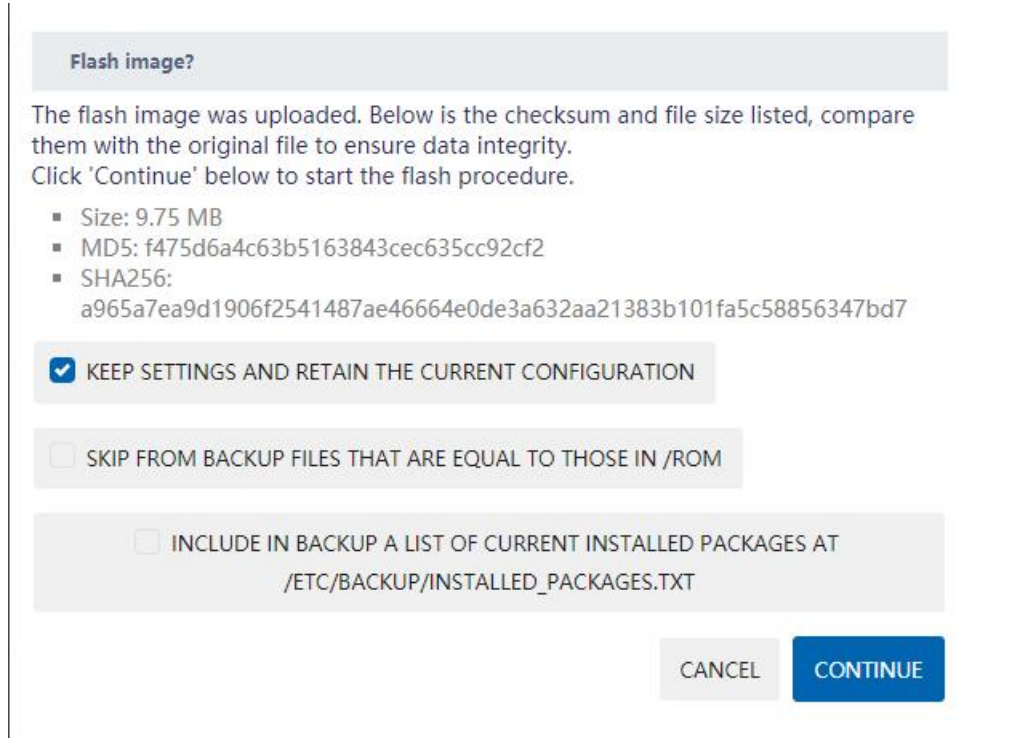 Flash image?
The flash image was uploaded. Below is the checksum and file size listed, compare
them with the original file to ensure data integrity.
Click 'Continue' below to start the flash procedure.
Size: 9.75 MB
MD5: f475d6a4c63b5163843cec635cc92cf2
SHA256:
a965a7ea9d1906f2541487ae46664e0de3a632aa21383b101fa5c58856347bd7
KEEP SETTINGS AND RETAIN THE CURRENT CONFIGURATION
SKIP FROM BACKUP FILES THAT ARE EQUAL TO THOSE IN /ROM
INCLUDE IN BACKUP A LIST OF CURRENT INSTALLED PACKAGES AT
/ETC/BACKUP/INSTALLED_PACKAGES.TXT
CANCEL CONTINUE